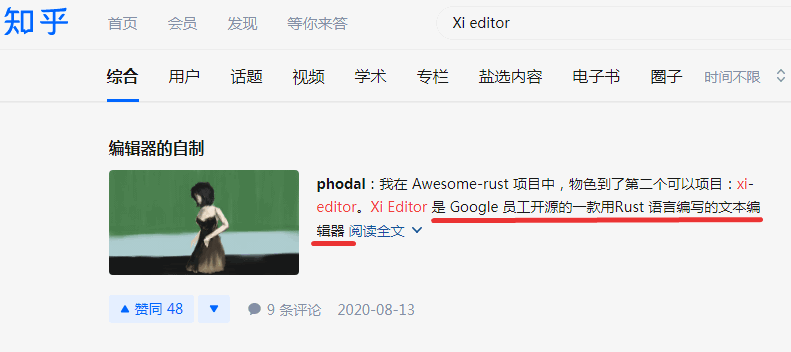 知乎 首页 会员 发现 等你来答 Xi editor
综合 用户 话题 视频 学术 专栏 盐选内容 电子书 圈子 时间不限
编辑器的自制
phodal：我在 Awesome-rust 项目中，物色到了第二个可以项目：xi-
editor。Xi Editor 是 Google 员工开源的一款用Rust 语言编写的文本编
辑器 阅读全文
赞同 48 9 条评论 2020-08-13